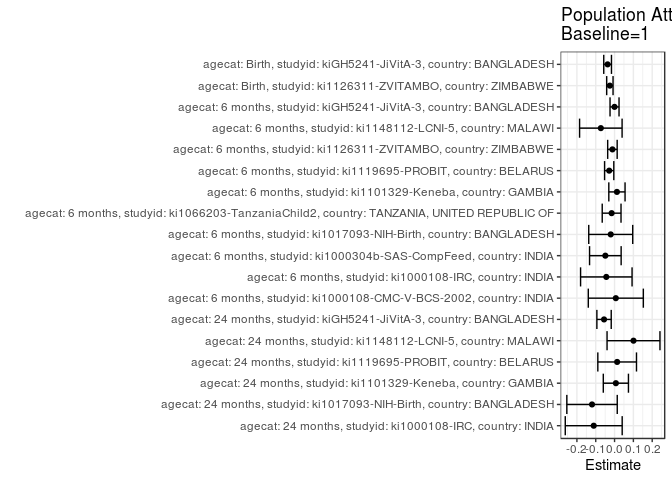 Population Att
Baseline=1
agecat: Birth, studyid: kiGH5241-JiVitA-3, country: BANGLADESH
agecat: Birth, studyid: ki1126311-ZVITAMBO, country: ZIMBABWE
agecat: 6 months, studyid: kiGH5241-JiVitA-3, country: BANGLADESH
agecat: 6 months, studyid: ki1148112-LCNI-5, country: MALAWI
agecat: 6 months, studyid: ki1126311-ZVITAMBO, country: ZIMBABWE
agecat: 6 months, studyid: ki1119695-PROBIT, country: BELARUS
agecat: 6 months, studyid: ki1101329-Keneba, country: GAMBIA
agecat: 6 months, studyid: ki1066203-TanzaniaChild2, country: TANZANIA, UNITED REPUBLIC OF
agecat: 6 months, studyid: ki1017093-NIH-Birth, country: BANGLADESH
agecat: 6 months, studyid: ki1000304b-SAS-CompFeed, country: INDIA
agecat: 6 months, studyid: ki1000108-IRC, country: INDIA
agecat: 6 months, studyid: ki1000108-CMC-V-BCS-2002, country: INDIA
agecat: 24 months, studyid: kiGH5241-JiVitA-3, country: BANGLADESH
agecat: 24 months, studyid: ki1148112-LCNI-5, country: MALAWI
agecat: 24 months, studyid: ki1119695-PROBIT, country: BELARUS
agecat: 24 months, studyid: ki1101329-Keneba, country: GAMBIA
agecat: 24 months, studyid: ki1017093-NIH-Birth, country: BANGLADESH
agecat: 24 months, studyid: ki1000108-IRC, country: INDIA
-0.2-0.10.0 0.1 0.2
Estimate